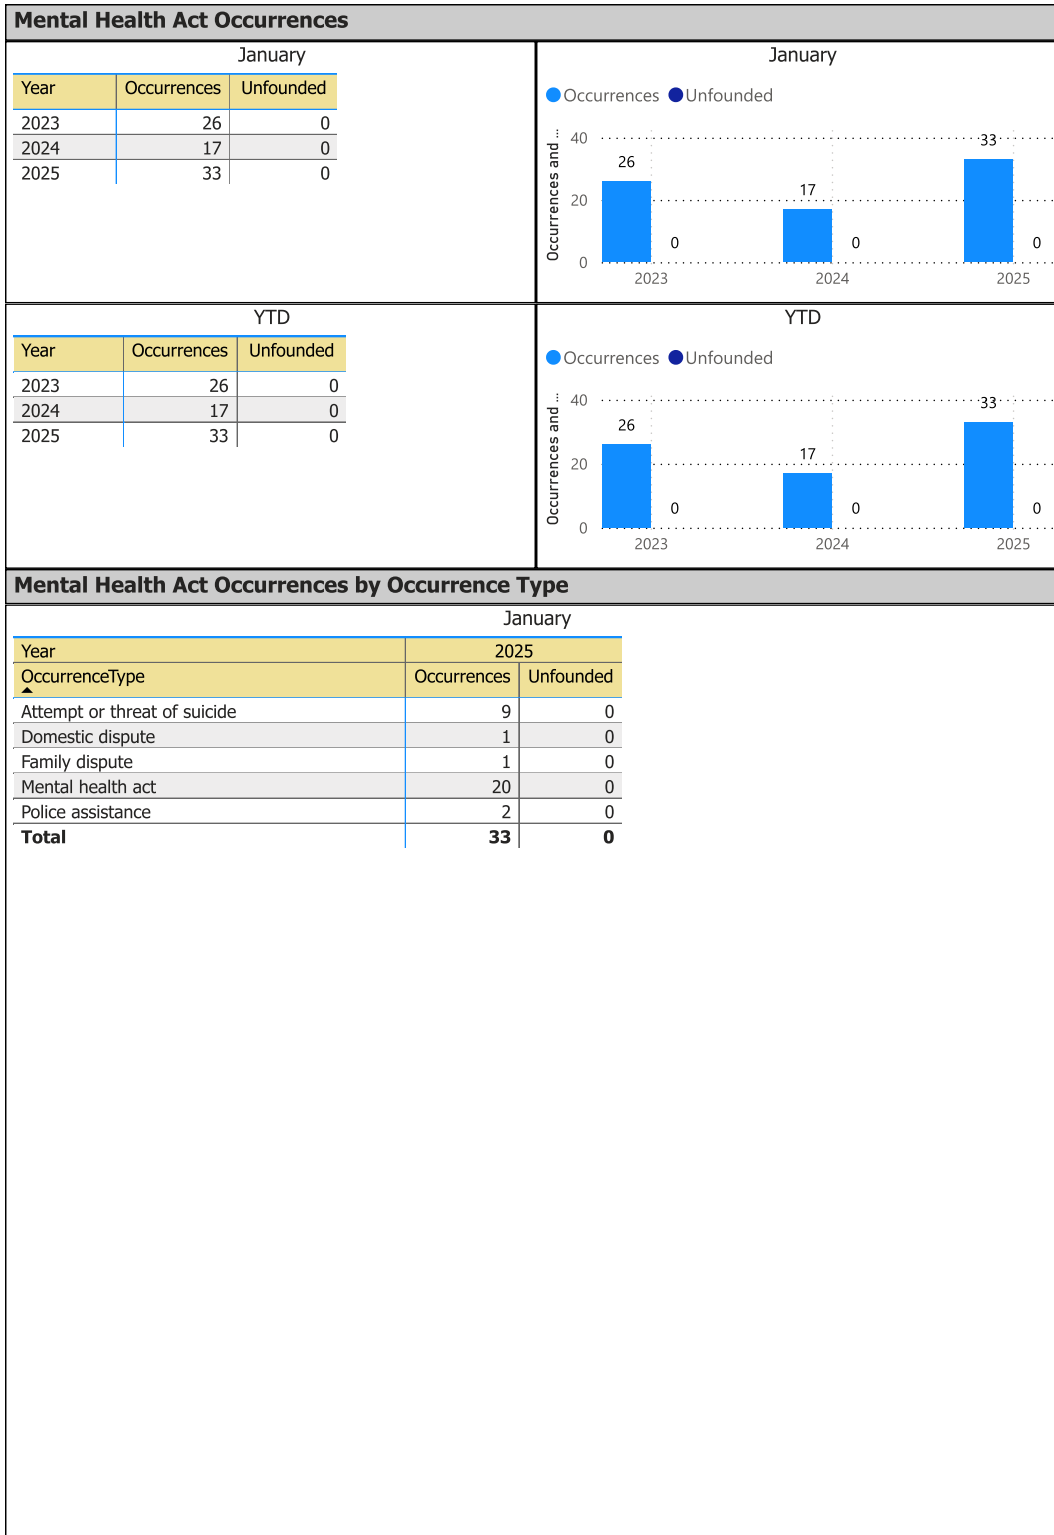 Mental Health Act Occurrences
January
Year Occurrences Unfounded
2023 26 0
2024 17 0
2025 33 0
January
Occurrences Unfounded
Occurrences and ...
40
20
0
26
0
17
0
33
0
2023 2024 2025
YTD
Year Occurrences Unfounded
2023 26 0
2024 17 0
2025 33 0
YTD
Occurrences Unfounded
Occurrences and ...
40
20
0
26
0
17
0
33
0
2023 2024 2025
Mental Health Act Occurrences by Occurrence Type
January
Year 2025
OccurrenceType Occurrences Unfounded
Attempt or threat of suicide 9 0
Domestic dispute 1 0
Family dispute 1 0
Mental health act 20 0
Police assistance 2 0
Total 33 0